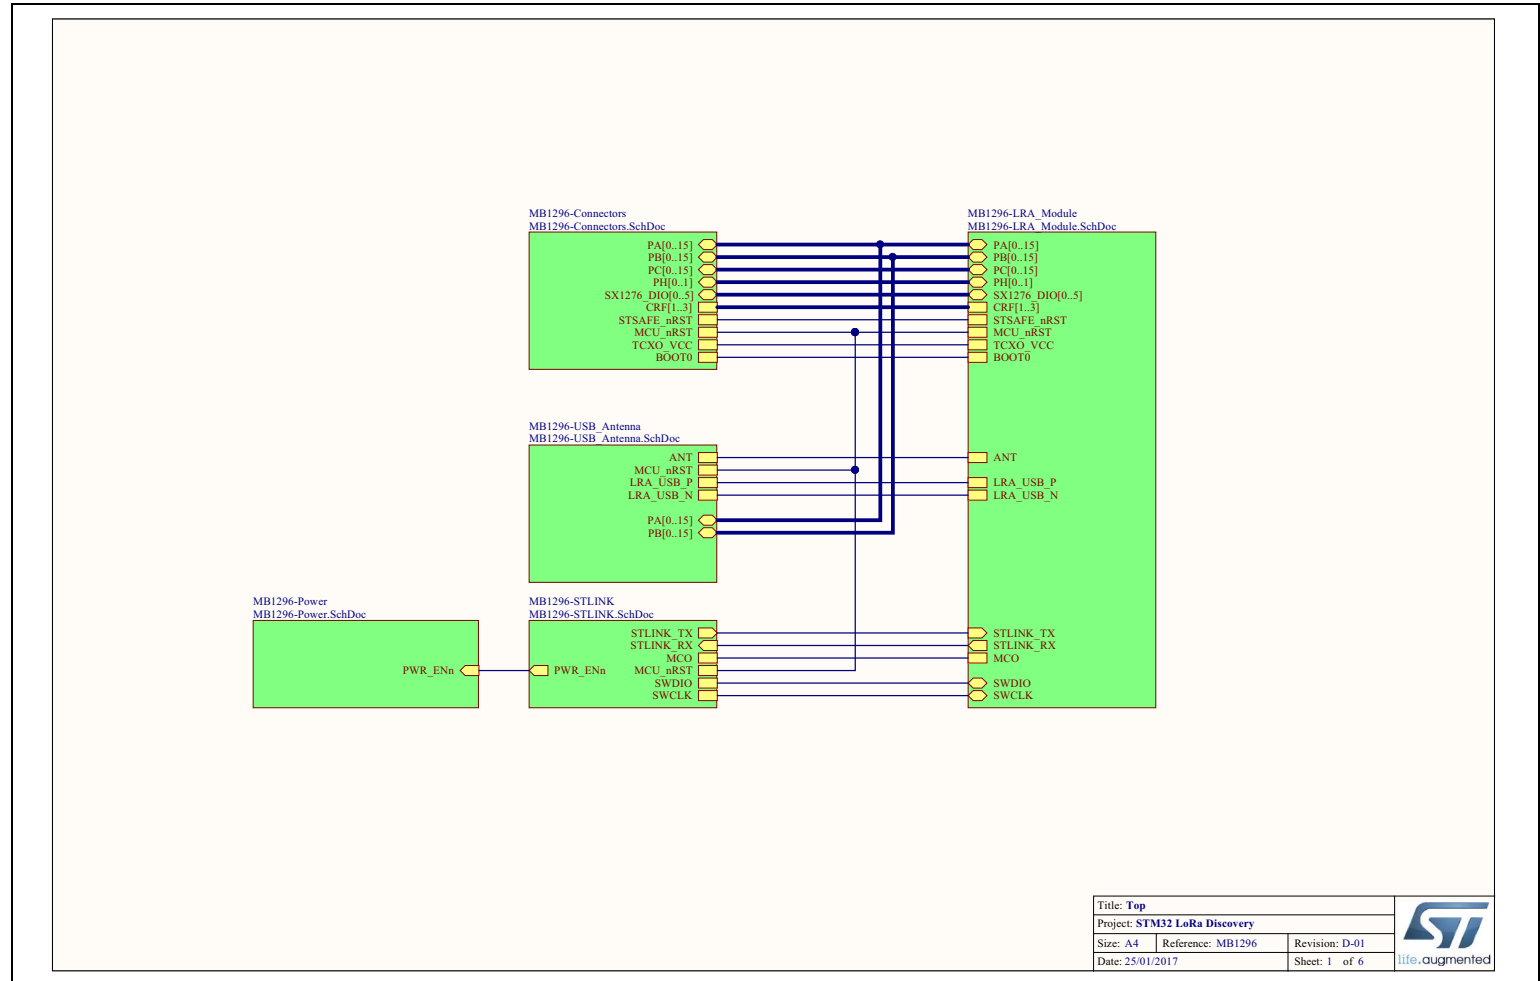 MB1296-Connectors
MB1296-Connectors.SchDoc
PA[0..15]
PB[0..15]
PC[0..15]
PH[0..1]
SX1276_DIO[0..5]
CRF[1..3]
STSAFE_nRST
MCU_nRST
TCXO_VCC
BOOT0
MB1296-LRA_Module
MB1296-LRA_Module.SchDoc
PA[0..15]
PB[0..15]
PC[0..15]
PH[0..1]
SX1276_DIO[0..5]
CRF[1..3]
STSAFE_nRST
MCU_nRST
TCXO_VCC
BOOT0
ANT
LRA_USB_P
LRA_USB_N
STLINK_TX
STLINK_RX
MCO
SWDIO
SWCLK
MB1296-USB_Antenna
MB1296-USB_Antenna.SchDoc
ANT
MCU_nRST
LRA_USB_P
LRA_USB_N
PA[0..15]
PB[0..15]
MB1296-Power
MB1296-Power.SchDoc
PWR_ENn
MB1296-STLINK
MB1296-STLINK.SchDoc
PWR_ENn
STLINK_TX
STLINK_RX
MCO
MCU_nRST
SWDIO
SWCLK
Title: Top
Project: STM32 LoRa Discovery
Size: A4 Reference: MB1296 Revision: D-01
Date: 25/01/2017 Sheet: 1 of 6
ST
life.augmented